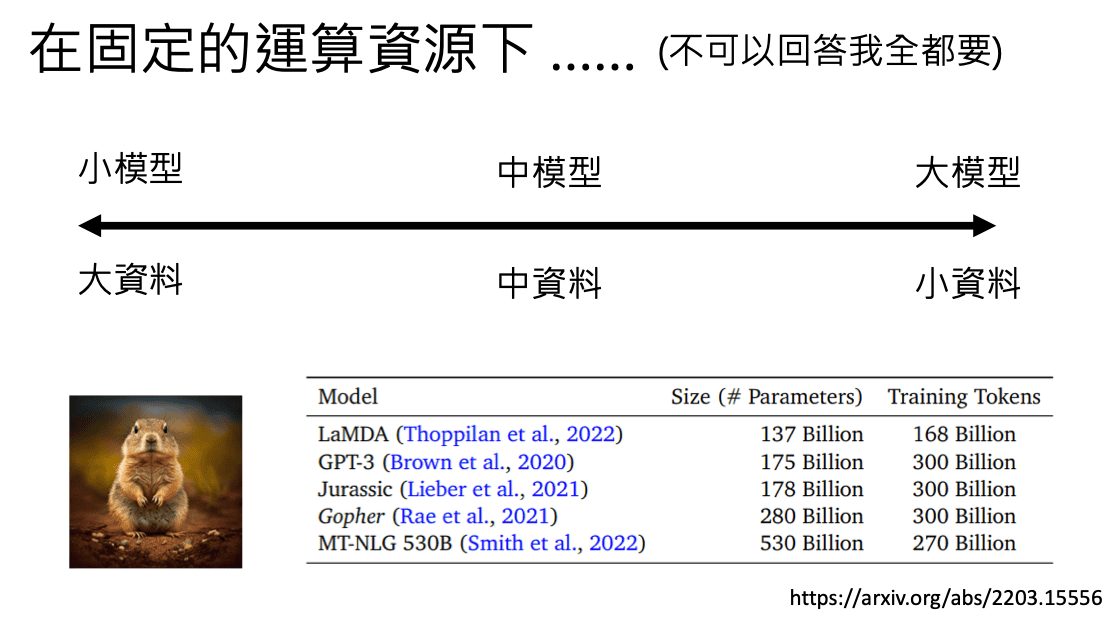 在固定的運算資源下 …… (不可以回答我全都要)
小模型 中模型 大模型
大資料 中資料 小資料
Model Size (# Parameters) Training Tokens
LaMDA (Thoppilan et al., 2022) 137 Billion 168 Billion
GPT-3 (Brown et al., 2020) 175 Billion 300 Billion
Jurassic (Lieber et al., 2021) 178 Billion 300 Billion
Gopher (Rae et al., 2021) 280 Billion 300 Billion
MT-NLG 530B (Smith et al., 2022) 530 Billion 270 Billion
https://arxiv.org/abs/2203.15556